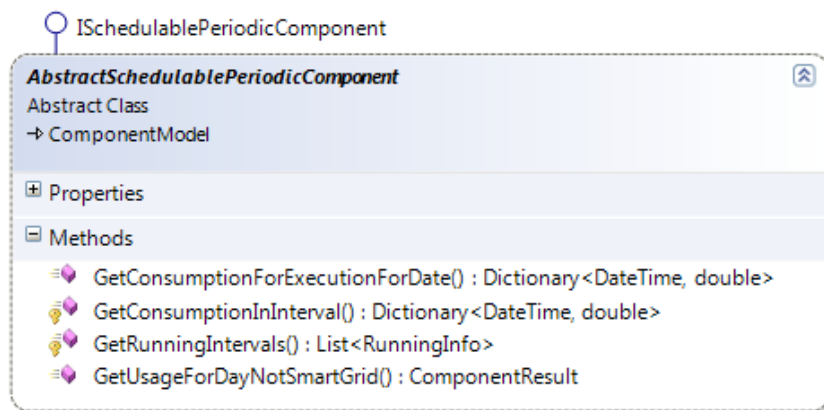 ISchedulablePeriodicComponent
AbstractSchedulablePeriodicComponent
Abstract Class
ComponentModel
Properties
Methods
GetConsumptionForExecutionForDate() : Dictionary<DateTime, double>
GetConsumptionInInterval() : Dictionary<DateTime, double>
GetRunningIntervals() : List<RunningInfo>
GetUsageForDayNotSmartGrid() : ComponentResult